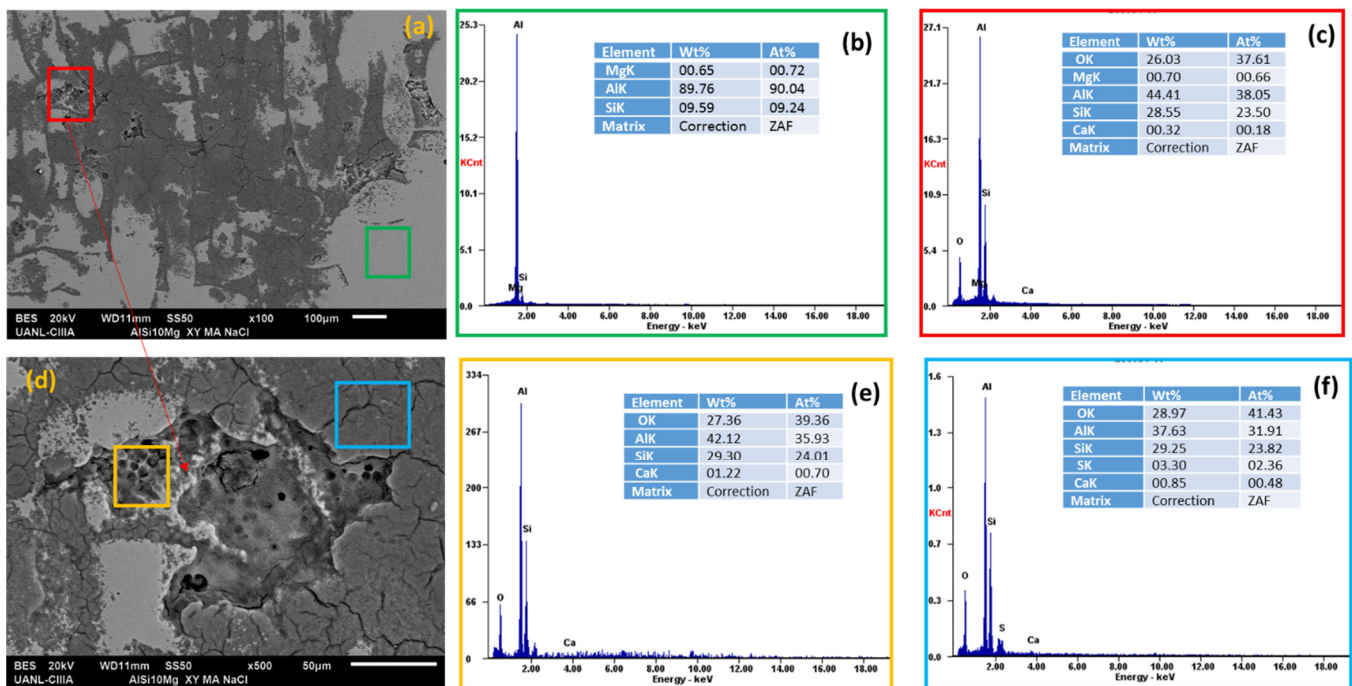 (a)
BES 20kV WD11mm SS50 x100 100μm
UANL-CIIIA AlSi10Mg XY MA NaCl
(b)
25.3
20.2
15.2
KCnt
10.1
5.1
0.0
Al
Mg
Si
Element Wt% At%
MgK 00.65 00.72
AlK 89.76 90.04
SiK 09.59 09.24
Matrix Correction ZAF
2.00 4.00 6.00 8.00 10.00 12.00 14.00 16.00 18.00
Energy - keV
(c)
27.1
21.7
16.3
KCnt
10.9
5.4
0.0
Al
Si
O
Mg
Ca
Element Wt% At%
OK 26.03 37.61
MgK 00.70 00.66
AlK 44.41 38.05
SiK 28.55 23.50
CaK 00.32 00.18
Matrix Correction ZAF
2.00 4.00 6.00 8.00 10.00 12.00 14.00 16.00 18.00
Energy - keV
(d)
BES 20kV WD11mm SS50 x500 50μm
UANL-CIIIA AlSi10Mg XY MA NaCl
(e)
334
267
200
133
66
0
Al
Si
O
Ca
Element Wt% At%
OK 27.36 39.36
AlK 42.12 35.93
SiK 29.30 24.01
CaK 01.22 00.70
Matrix Correction ZAF
2.00 4.00 6.00 8.00 10.00 12.00 14.00 16.00 18.00
Energy - keV
(f)
1.6
1.3
1.0
KCnt
0.7
0.3
0.0
Al
Si
O
S
Ca
Element Wt% At%
OK 28.97 41.43
AlK 37.63 31.91
SiK 29.25 23.82
SK 03.30 02.36
CaK 00.85 00.48
Matrix Correction ZAF
2.00 4.00 6.00 8.00 10.00 12.00 14.00 16.00 18.00
Energy - keV